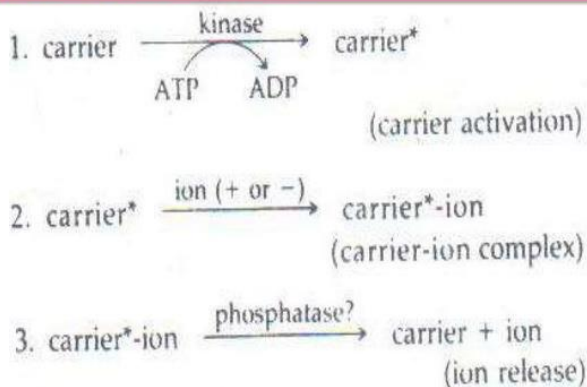 kinase
1. carrier carrier*
ATP ADP
(carrier activation)
ion (+ or −)
2. carrier* carrier*-ion
(carrier-ion complex)
phosphatase?
3. carrier*-ion carrier + ion
(ion release)